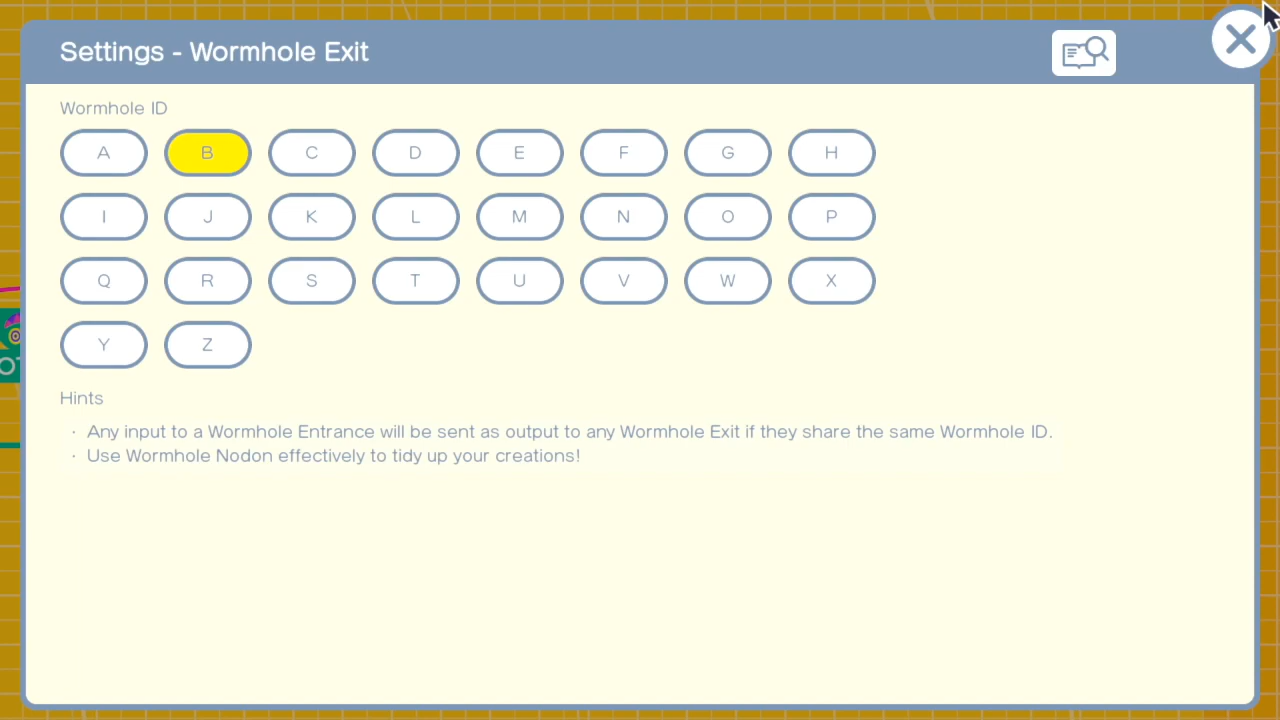 Settings - Wormhole Exit
Wormhole ID
A B C D E F G H
I J K L M N O P
Q R S T U V W X
Y Z
Hints
· Any input to a Wormhole Entrance will be sent as output to any Wormhole Exit if they share the same Wormhole ID.
· Use Wormhole Nodon effectively to tidy up your creations!